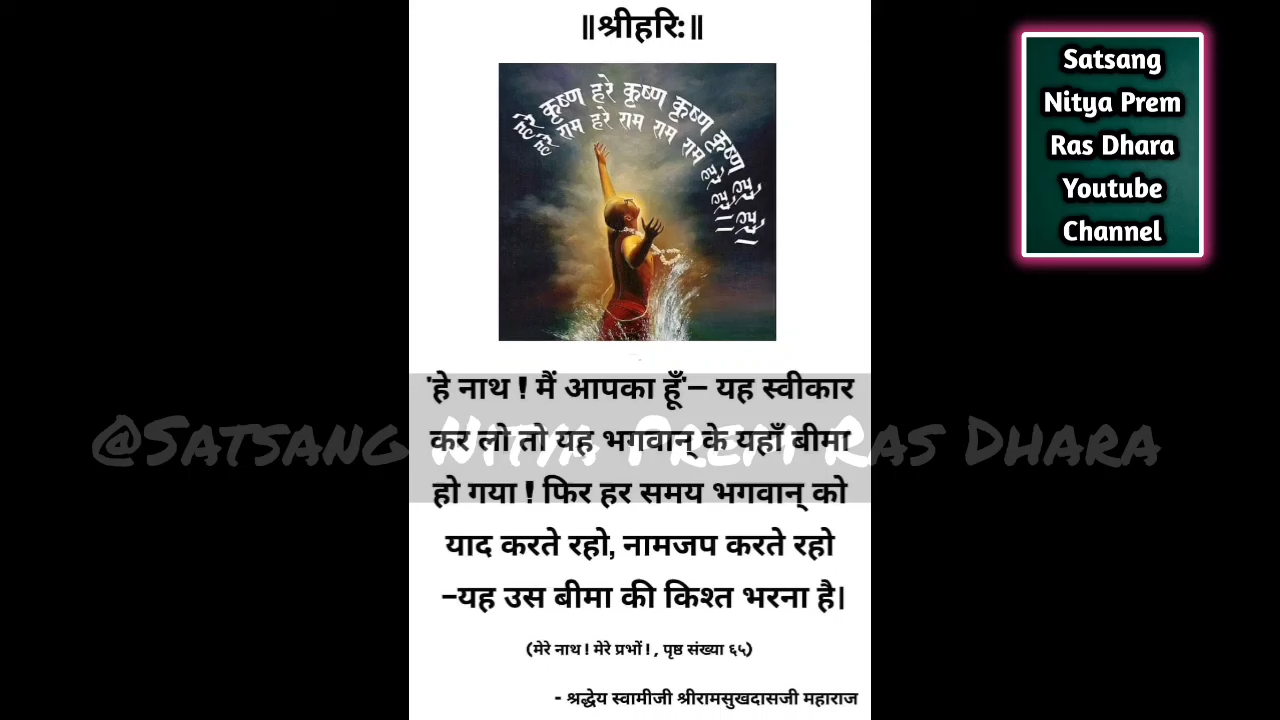 ॥श्रीहरिः॥
हरे कृष्ण हरे कृष्ण कृष्ण कृष्ण हरे हरे।
हरे राम हरे राम राम राम हरे हरे।।
'हे नाथ ! मैं आपका हूँ'– यह स्वीकार
कर लो तो यह भगवान् के यहाँ बीमा
हो गया ! फिर हर समय भगवान् को
याद करते रहो, नामजप करते रहो
–यह उस बीमा की किश्त भरना है।
(मेरे नाथ ! मेरे प्रभों ! , पृष्ठ संख्या ६५)
- श्रद्धेय स्वामीजी श्रीरामसुखदासजी महाराज
Satsang
Nitya Prem
Ras Dhara
Youtube
Channel
@Satsang Nitya Prem Ras Dhara